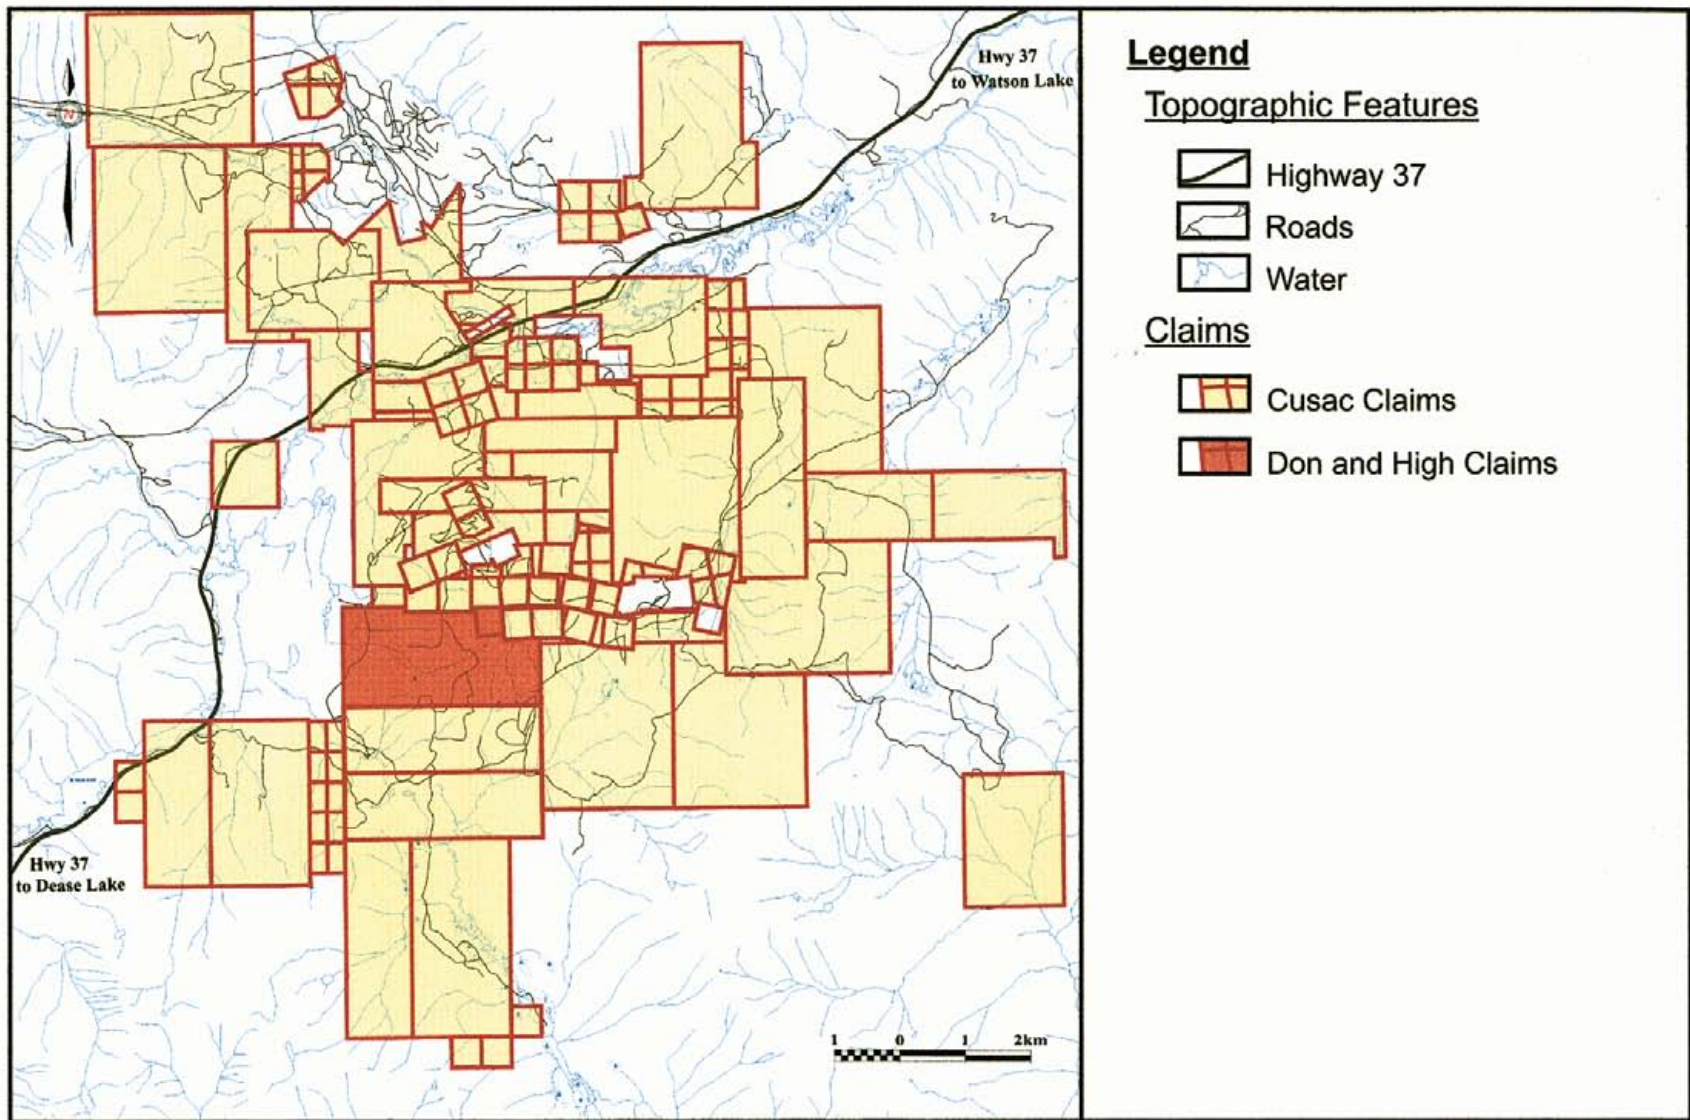 Hwy 37
to Watson Lake
N
Hwy 37
to Dease Lake
1 0 1 2km
Legend
Topographic Features
Highway 37
Roads
Water
Claims
Cusac Claims
Don and High Claims